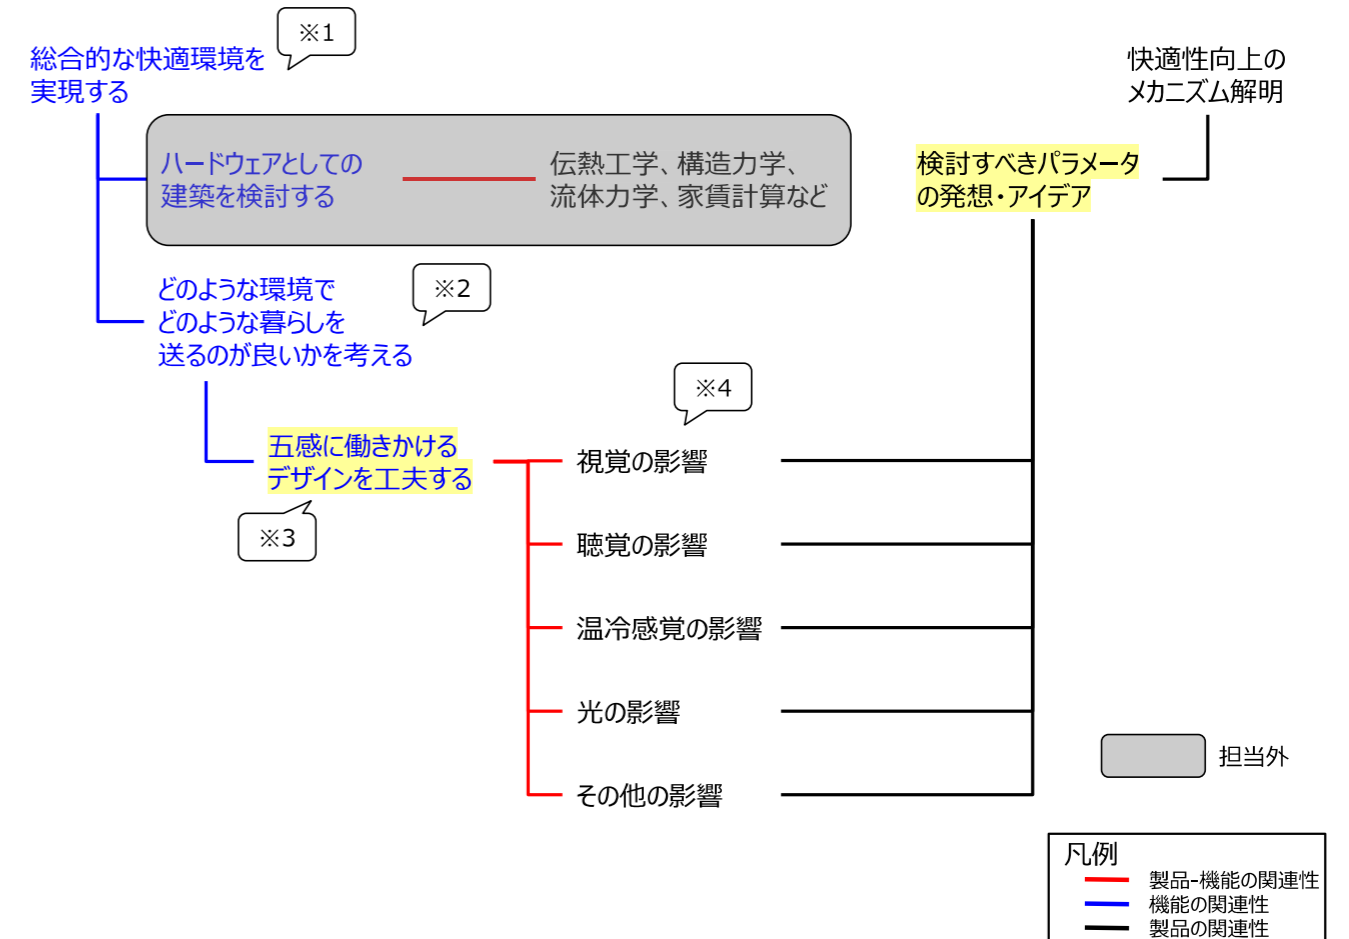 ※1
総合的な快適環境を
実現する
快適性向上の
メカニズム解明
ハードウェアとしての
建築を検討する
伝熱工学、構造力学、
流体力学、家賃計算など
検討すべきパラメータ
の発想・アイデア
どのような環境で
どのような暮らしを
送るのが良いかを考える
※2
※4
五感に働きかける
デザインを工夫する
※3
視覚の影響
聴覚の影響
温冷感覚の影響
光の影響
その他の影響
担当外
凡例
製品-機能の関連性
機能の関連性
製品の関連性